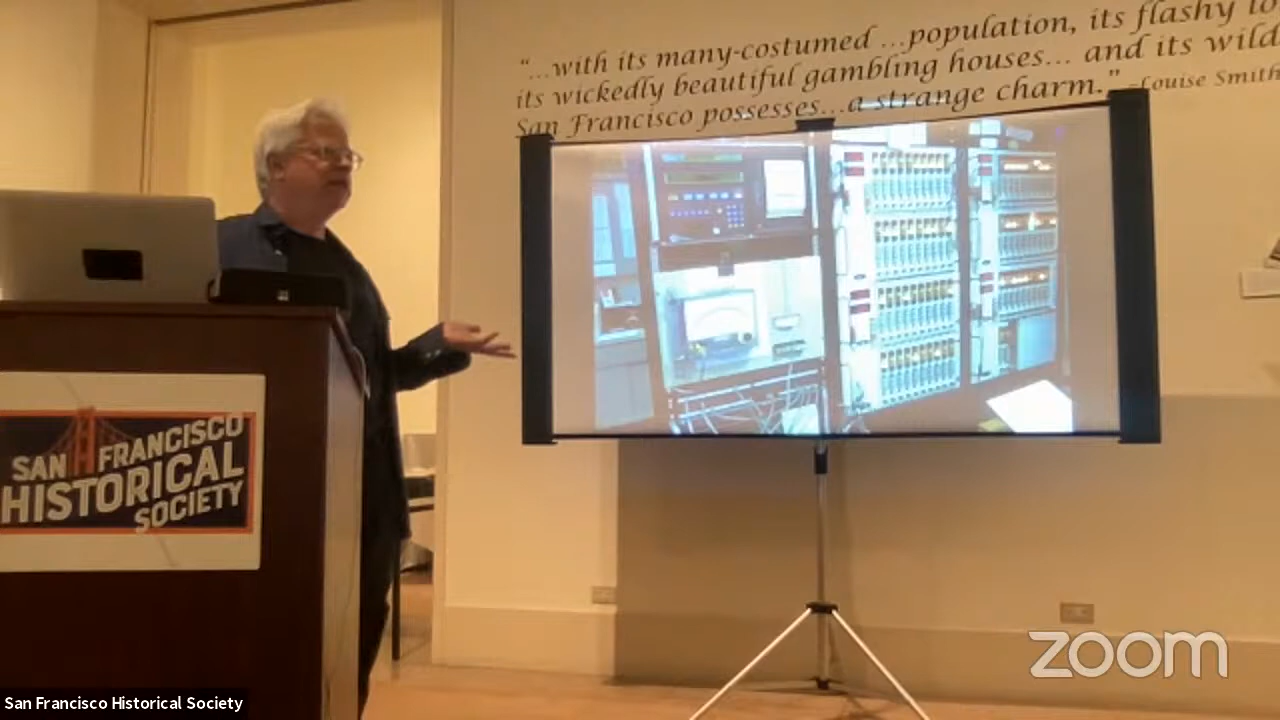 "...with its many-costumed ...population, its flashy
its wickedly beautiful gambling houses... and its wild
San Francisco possesses...a strange charm." -Louise Smith
SAN FRANCISCO
HISTORICAL
SOCIETY
zoom
San Francisco Historical Society